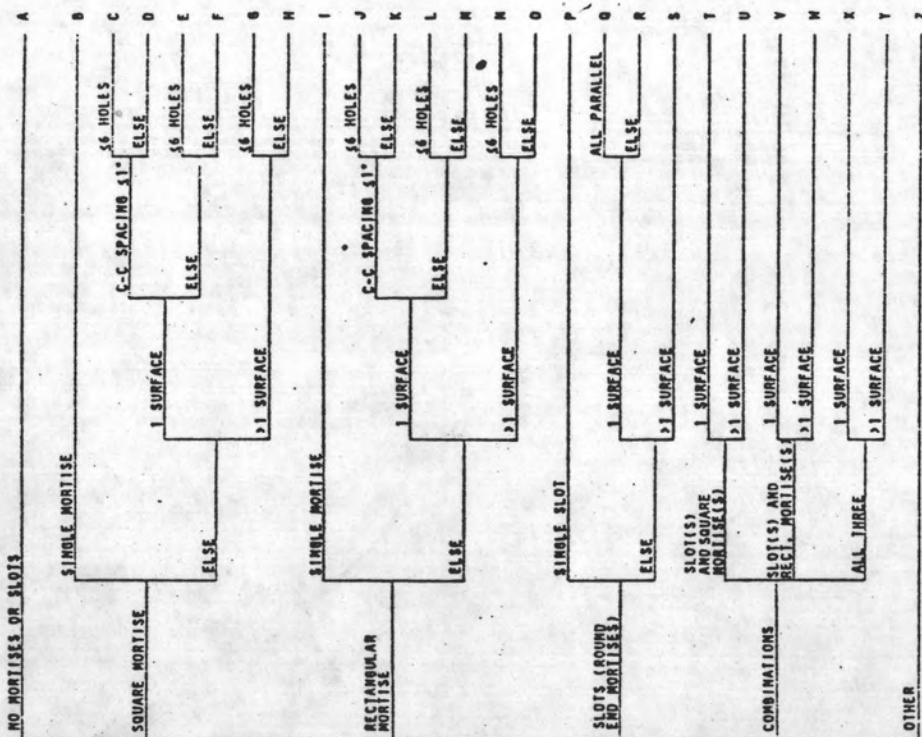 NO MORTISES OR SLOTS A
SINGLE MORTISE B
≤6 HOLES C
C-C SPACING ≤1"
ELSE D
SQUARE MORTISE
1 SURFACE
≤6 HOLES E
ELSE
ELSE F
ELSE
≤6 HOLES G
>1 SURFACE
ELSE H
SINGLE MORTISE I
≤6 HOLES J
C-C SPACING ≤1"
ELSE K
RECTANGULAR
MORTISE
1 SURFACE
≤6 HOLES L
ELSE
ELSE M
ELSE
≤6 HOLES N
>1 SURFACE
ELSE O
SINGLE SLOT P
ALL PARALLEL Q
SLOTS (ROUND
END MORTISES)
1 SURFACE
ELSE R
ELSE
>1 SURFACE S
SLOT(S)
AND SQUARE
MORTISE(S)
1 SURFACE T
>1 SURFACE U
COMBINATIONS
SLOT(S) AND
RECT. MORTISE(S)
1 SURFACE V
>1 SURFACE W
ALL THREE
1 SURFACE X
>1 SURFACE Y
OTHER